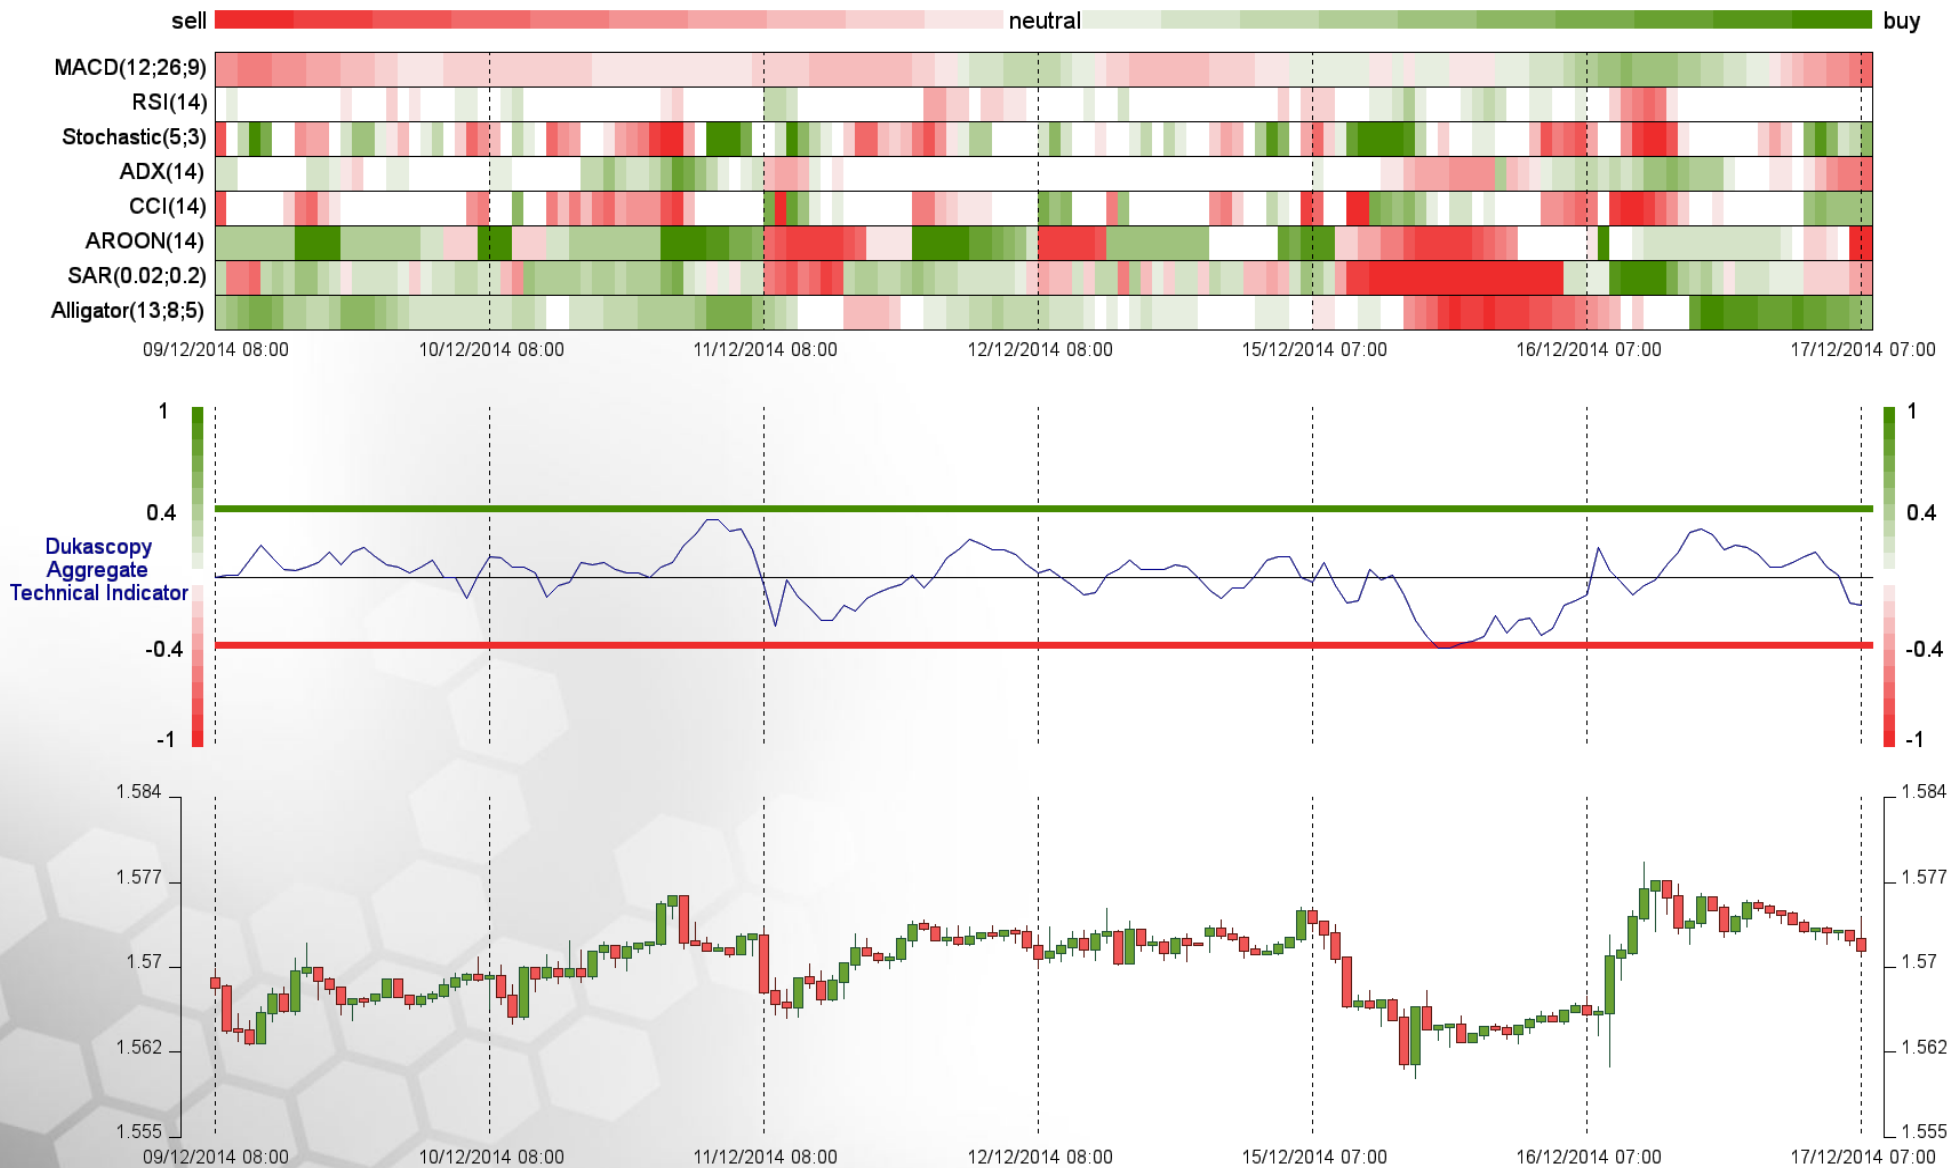 sell neutral buy
MACD(12;26;9)
RSI(14)
Stochastic(5;3)
ADX(14)
CCI(14)
AROON(14)
SAR(0.02;0.2)
Alligator(13;8;5)
09/12/2014 08:00 10/12/2014 08:00 11/12/2014 08:00 12/12/2014 08:00 15/12/2014 07:00 16/12/2014 07:00 17/12/2014 07:00
1 1
0.4 0.4
Dukascopy
Aggregate
Technical Indicator
-0.4 -0.4
-1 -1
1.584 1.584
1.577 1.577
1.57 1.57
1.562 1.562
1.555 1.555
09/12/2014 08:00 10/12/2014 08:00 11/12/2014 08:00 12/12/2014 08:00 15/12/2014 07:00 16/12/2014 07:00 17/12/2014 07:00